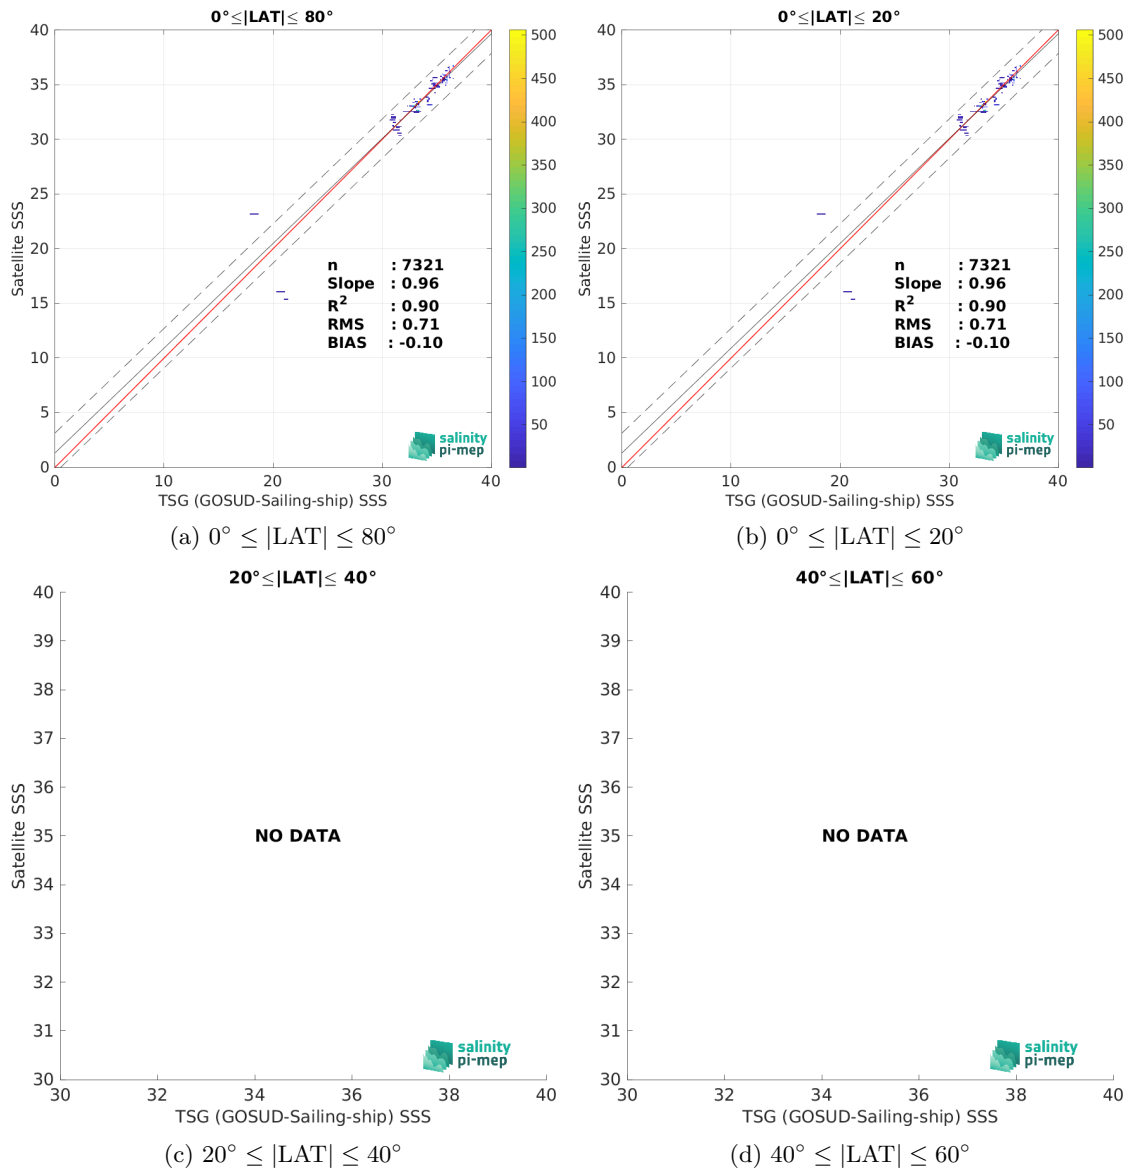 0°≤|LAT|≤ 80°
40
35
30
25
20
15
10
5
0
0
10
20
30
40
Satellite SSS
TSG (GOSUD-Sailing-ship) SSS
n : 7321
Slope : 0.96
R² : 0.90
RMS : 0.71
BIAS : -0.10
salinity
pi-mep
500
450
400
350
300
250
200
150
100
50
(a) 0° ≤ |LAT| ≤ 80°
0°≤|LAT|≤ 20°
40
35
30
25
20
15
10
5
0
0
10
20
30
40
Satellite SSS
TSG (GOSUD-Sailing-ship) SSS
n : 7321
Slope : 0.96
R² : 0.90
RMS : 0.71
BIAS : -0.10
salinity
pi-mep
500
450
400
350
300
250
200
150
100
50
(b) 0° ≤ |LAT| ≤ 20°
20°≤|LAT|≤ 40°
40
39
38
37
36
35
34
33
32
31
30
30
32
34
36
38
40
Satellite SSS
NO DATA
TSG (GOSUD-Sailing-ship) SSS
salinity
pi-mep
(c) 20° ≤ |LAT| ≤ 40°
40°≤|LAT|≤ 60°
40
39
38
37
36
35
34
33
32
31
30
30
32
34
36
38
40
Satellite SSS
NO DATA
TSG (GOSUD-Sailing-ship) SSS
salinity
pi-mep
(d) 40° ≤ |LAT| ≤ 60°